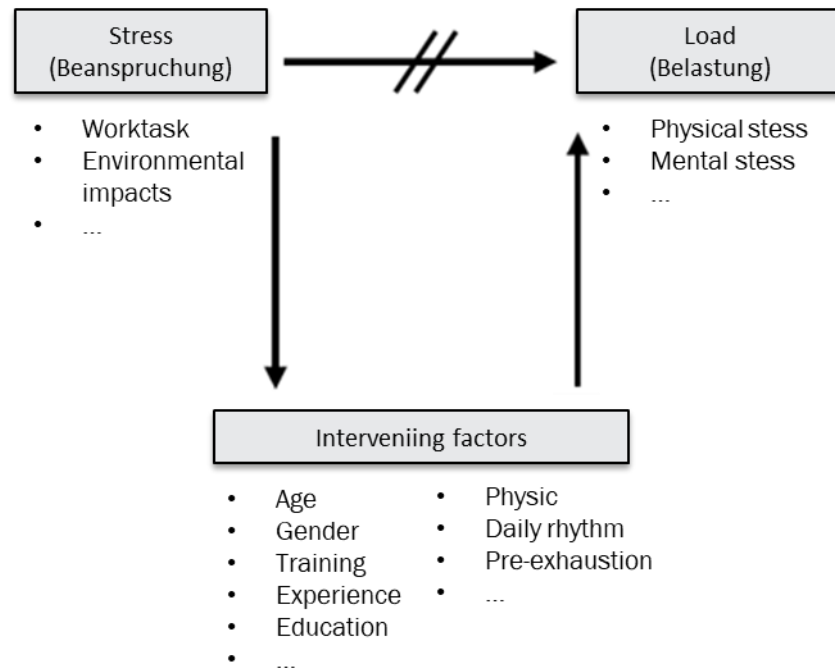 Stress
(Beanspruchung)
Load
(Belastung)
• Worktask
• Environmental
impacts
• ...
• Physical stess
• Mental stess
• ...
Interveniing factors
• Age
• Gender
• Training
• Experience
• Education
• ...
• Physic
• Daily rhythm
• Pre-exhaustion
• ...